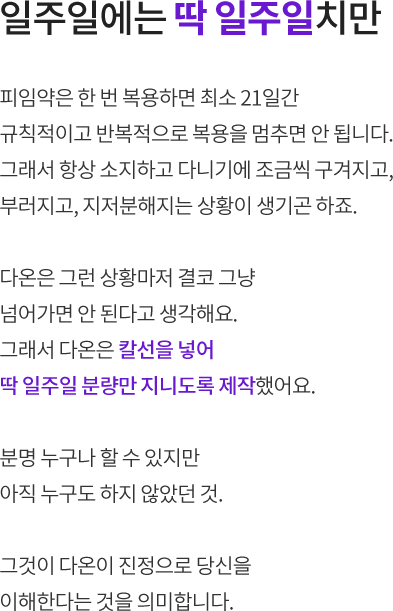 일주일에는 딱 일주일치만
피임약은 한 번 복용하면 최소 21일간
규칙적이고 반복적으로 복용을 멈추면 안 됩니다.
그래서 항상 소지하고 다니기에 조금씩 구겨지고,
부러지고, 지저분해지는 상황이 생기곤 하죠.
다온은 그런 상황마저 결코 그냥
넘어가면 안 된다고 생각해요.
그래서 다온은 칼선을 넣어
딱 일주일 분량만 지니도록 제작했어요.
분명 누구나 할 수 있지만
아직 누구도 하지 않았던 것.
그것이 다온이 진정으로 당신을
이해한다는 것을 의미합니다.